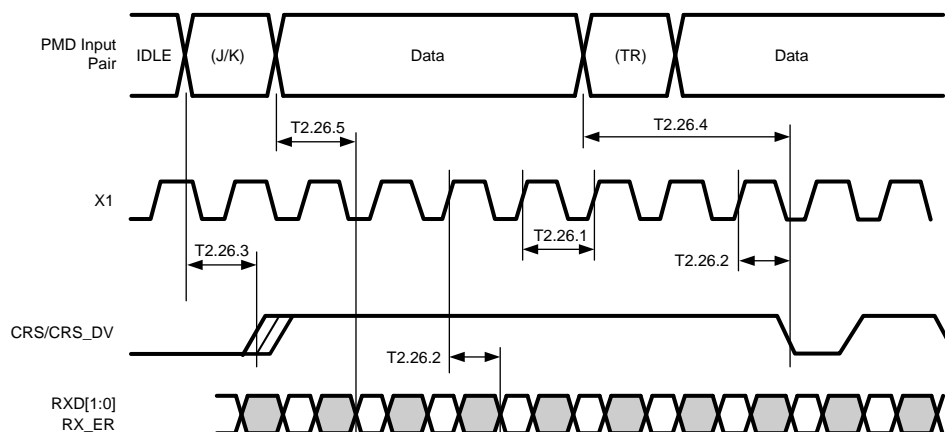 PMD Input
Pair
IDLE
(J/K)
Data
(TR)
Data
T2.26.5
T2.26.4
X1
T2.26.3
T2.26.1
T2.26.2
CRS/CRS_DV
T2.26.2
RXD[1:0]
RX_ER